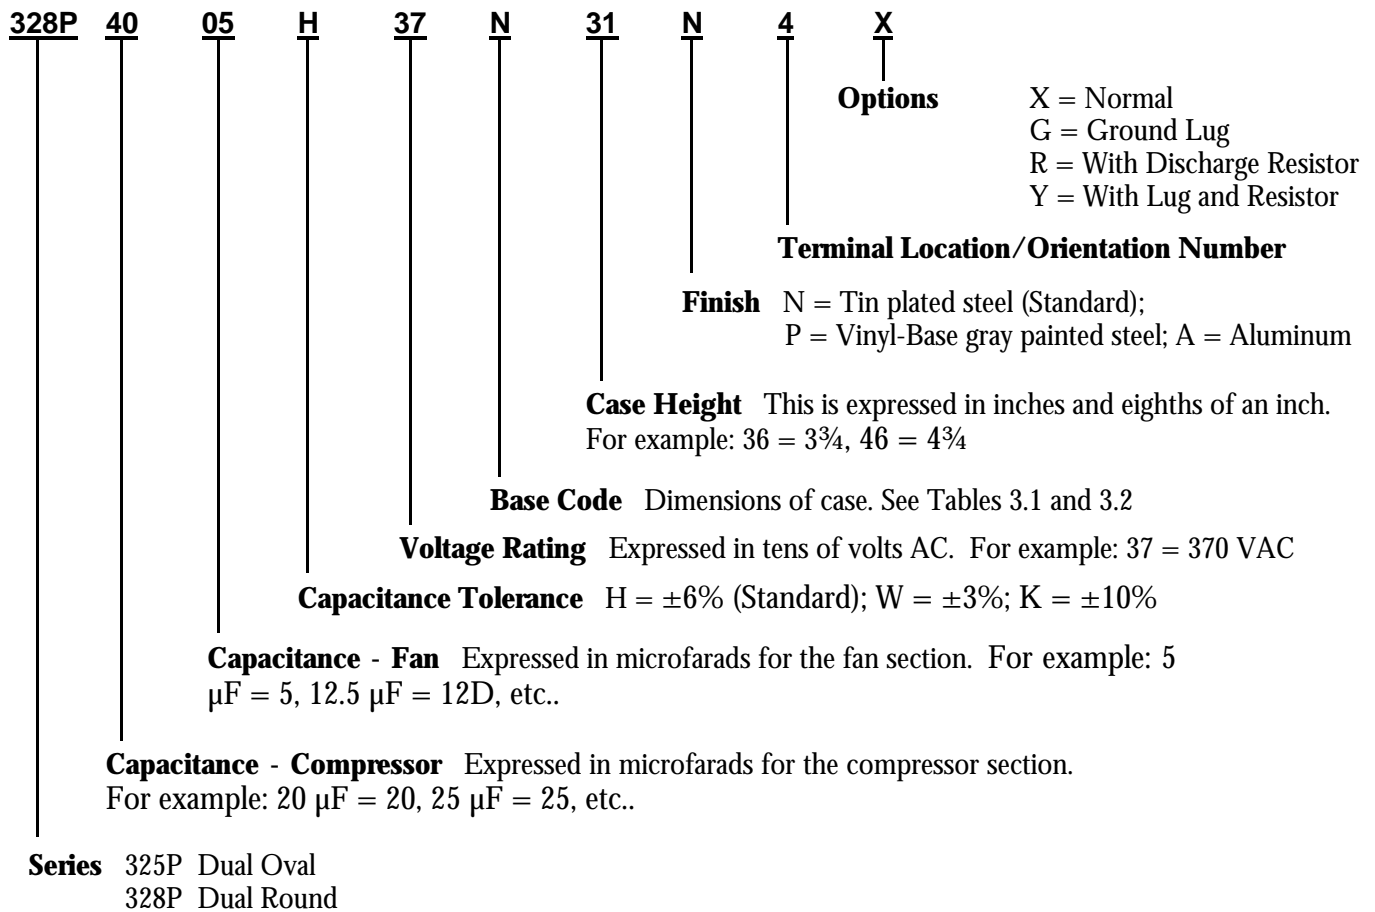 328P 40 05 H 37 N 31 N 4 X
Options X = Normal
G = Ground Lug
R = With Discharge Resistor
Y = With Lug and Resistor
Terminal Location/Orientation Number
Finish N = Tin plated steel (Standard);
P = Vinyl-Base gray painted steel; A = Aluminum
Case Height This is expressed in inches and eighths of an inch.
For example: 36 = 3¾, 46 = 4¾
Base Code Dimensions of case. See Tables 3.1 and 3.2
Voltage Rating Expressed in tens of volts AC. For example: 37 = 370 VAC
Capacitance Tolerance H = ±6% (Standard); W = ±3%; K = ±10%
Capacitance - Fan Expressed in microfarads for the fan section. For example: 5
µF = 5, 12.5 µF = 12D, etc..
Capacitance - Compressor Expressed in microfarads for the compressor section.
For example: 20 µF = 20, 25 µF = 25, etc..
Series 325P Dual Oval
328P Dual Round